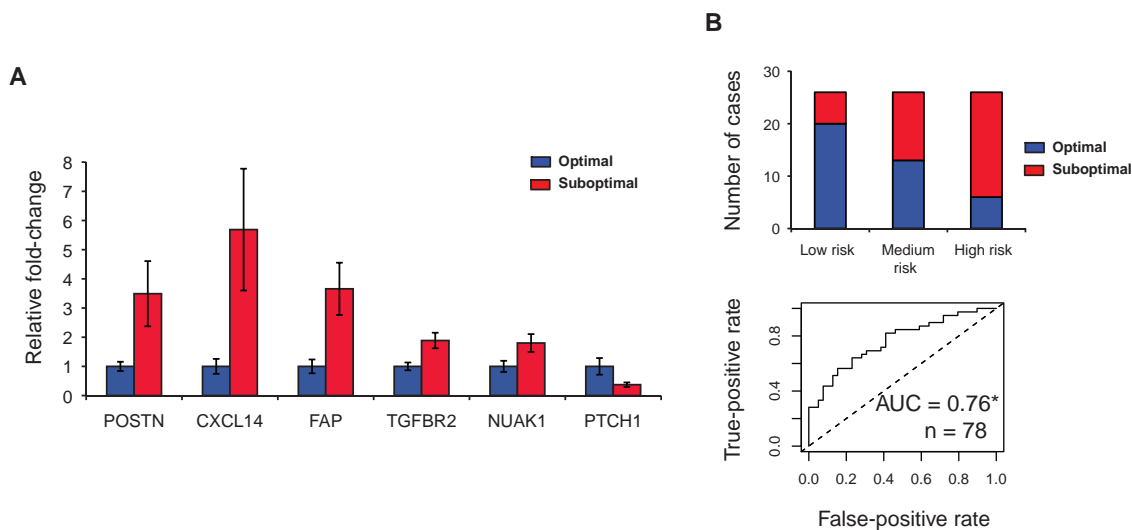 A
Relative fold-change
8
7
6
5
4
3
2
1
0
Optimal
Suboptimal
POSTN CXCL14 FAP TGFBR2 NUAK1 PTCH1
B
Number of cases
30
20
10
0
Optimal
Suboptimal
Low risk Medium risk High risk
True-positive rate
0.8
0.4
0.0
AUC = 0.76*
n = 78
0.0 0.2 0.4 0.6 0.8 1.0
False-positive rate